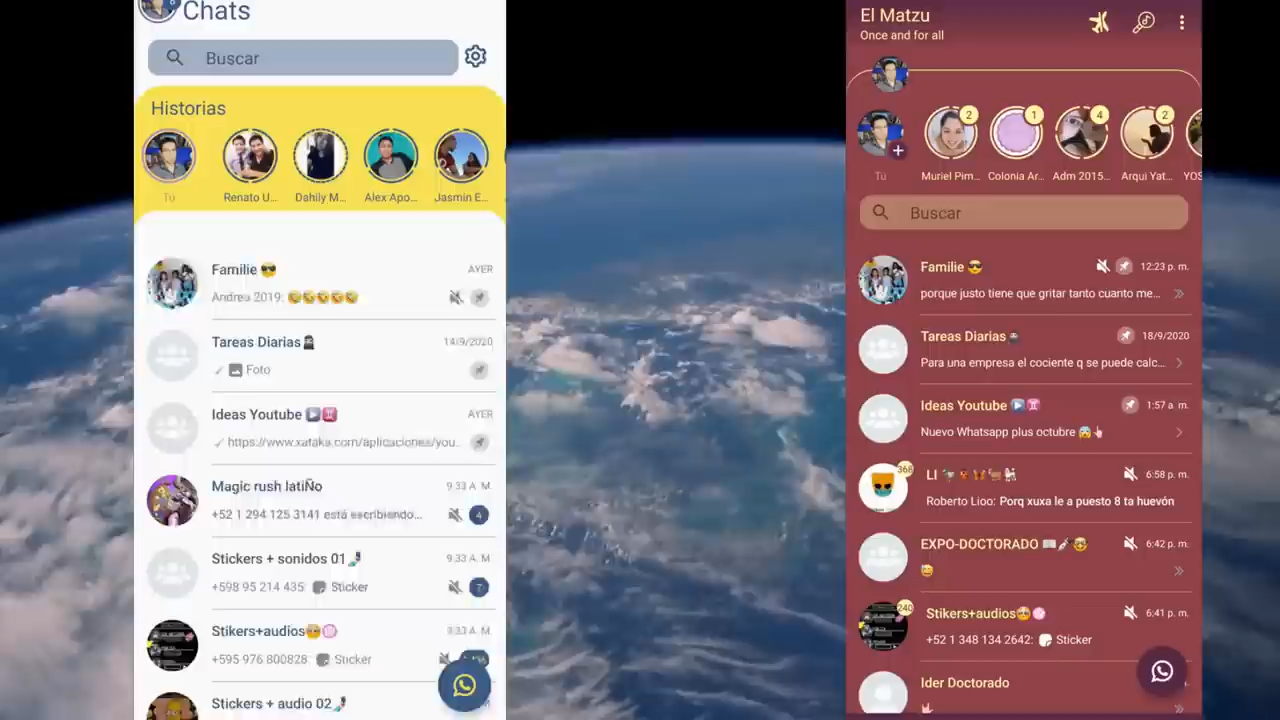 Chats
Buscar
Historias
Tu
Renato U...
Dahily M...
Alex Apo...
Jasmin E...
Familie 😎
AYER
Andrea 2019: 🤣🤣🤣🤣🤣
Tareas Diarias
14/9/2020
✓ Foto
Ideas Youtube ▶️♊
AYER
✓ https://www.xataka.com/aplicaciones/you..
Magic rush latiÑo
9:33 A. M.
+52 1 294 125 3141 está escribiendo...
4
Stickers + sonidos 01🤳
9:33 A. M.
+598 95 214 435: Sticker
7
Stikers+audios
9:33 A. M.
+595 976 800828: Sticker
Stickers + audio 02🤳
El Matzu
Once and for all
2
1
4
2
Tu
Muriel Pim...
Colonia Ar...
Adm 2015...
Arqui Yat...
YOS
Buscar
Familie 😎
12:23 p. m.
porque justo tiene que gritar tanto cuanto me...
Tareas Diarias
18/9/2020
Para una empresa el cociente q se puede calc...
Ideas Youtube ▶️♊
1:57 a. m.
Nuevo Whatsapp plus octubre 😱👆
368
LI
6:58 p. m.
Roberto Lioo: Porq xuxa le a puesto 8 ta huevón
EXPO-DOCTORADO
6:42 p. m.
240
Stikers+audios
6:41 p. m.
+52 1 348 134 2642: Sticker
Ider Doctorado